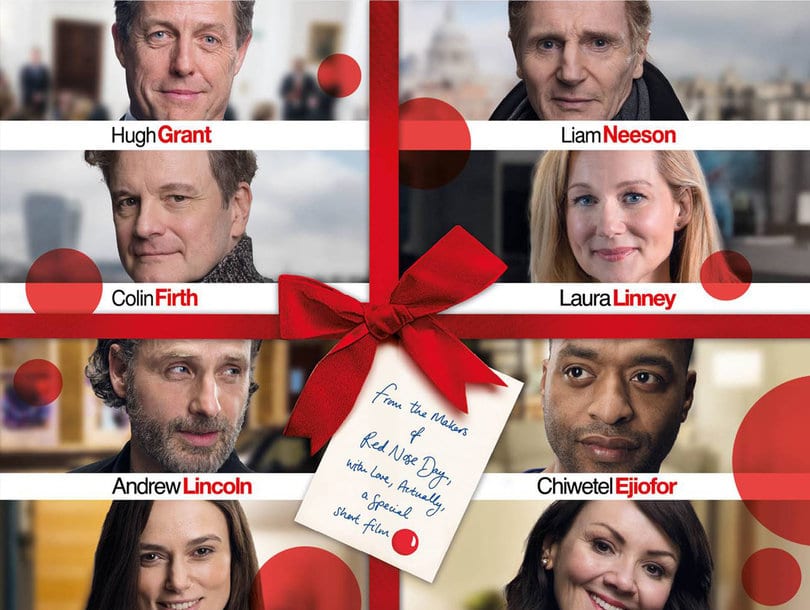 Hugh Grant
Liam Neeson
Colin Firth
Laura Linney
Andrew Lincoln
Chiwetel Ejiofor
From the Makers
of
Red Nose Day,
with Love, Actually,
a special
short film